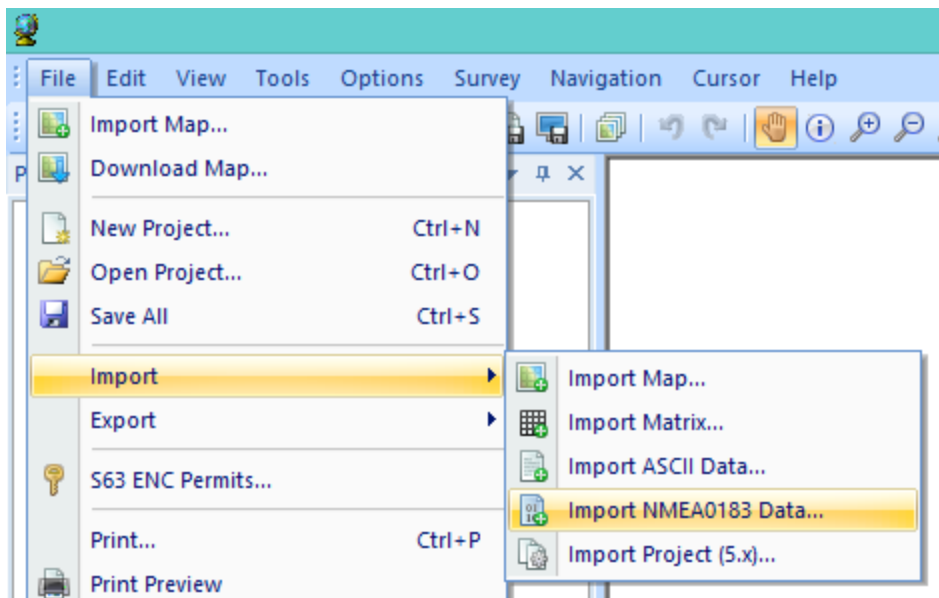 File Edit View Tools Options Survey Navigation Cursor Help
Import Map...
Download Map...
New Project... Ctrl+N
Open Project... Ctrl+O
Save All Ctrl+S
Import
Export
S63 ENC Permits...
Print... Ctrl+P
Print Preview
Import Map...
Import Matrix...
Import ASCII Data...
Import NMEA0183 Data...
Import Project (5.x)...